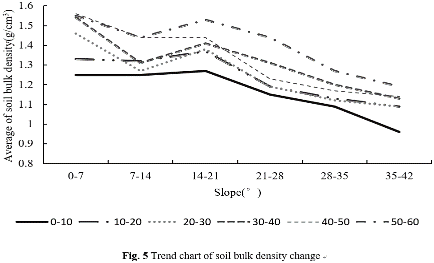 1.6
1.5
1.4
1.3
1.2
1.1
1
0.9
0.8
Average of soil bulk density(g/cm³)
0-7 7-14 14-21 21-28 28-35 35-42
Slope(° )
0-10 10-20 20-30 30-40 40-50 50-60
Fig. 5 Trend chart of soil bulk density change